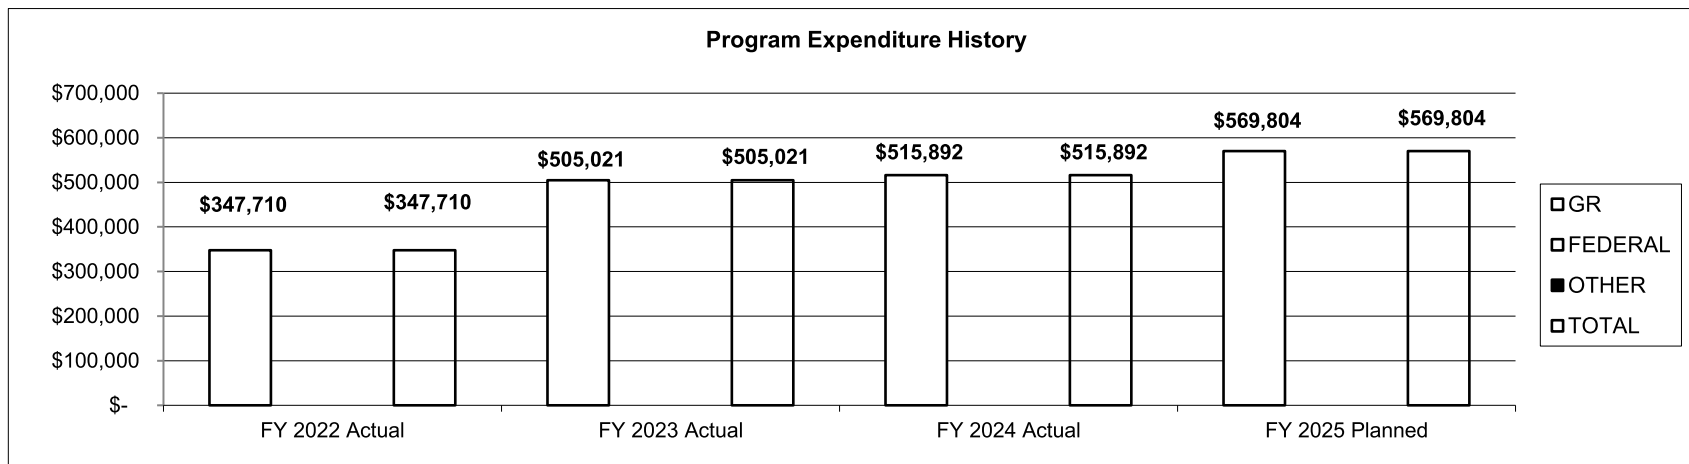 Program Expenditure History
$700,000
$600,000
$500,000
$400,000
$300,000
$200,000
$100,000
$-
$347,710
$347,710
$505,021
$505,021
$515,892
$515,892
$569,804
$569,804
FY 2022 Actual
FY 2023 Actual
FY 2024 Actual
FY 2025 Planned
GR
FEDERAL
OTHER
TOTAL